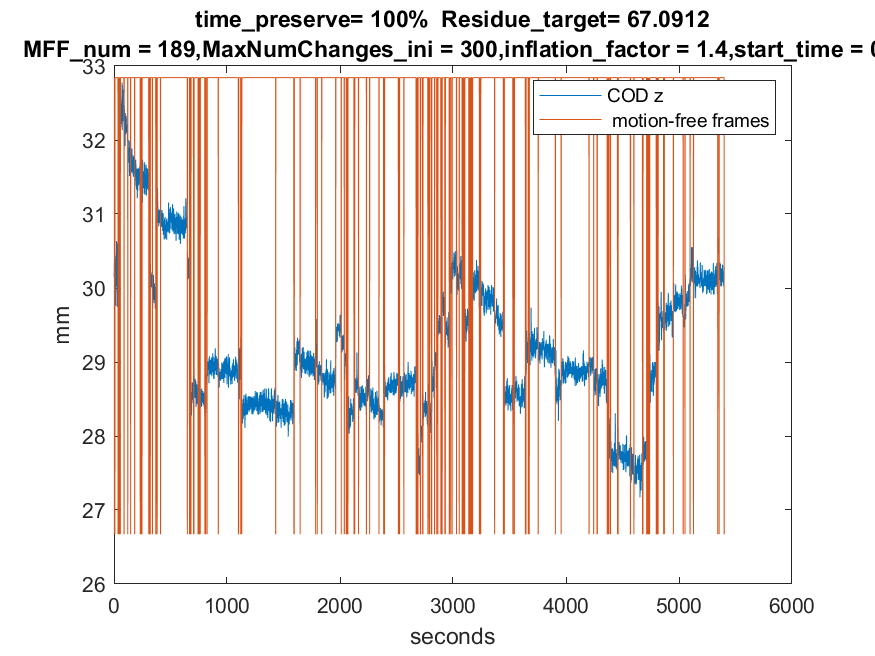 time_preserve= 100% Residue_target= 67.0912
MFF_num = 189,MaxNumChanges_ini = 300,inflation_factor = 1.4,start_time = 0
33
32
31
30
29
28
27
26
mm
COD z
motion-free frames
0 1000 2000 3000 4000 5000 6000
seconds